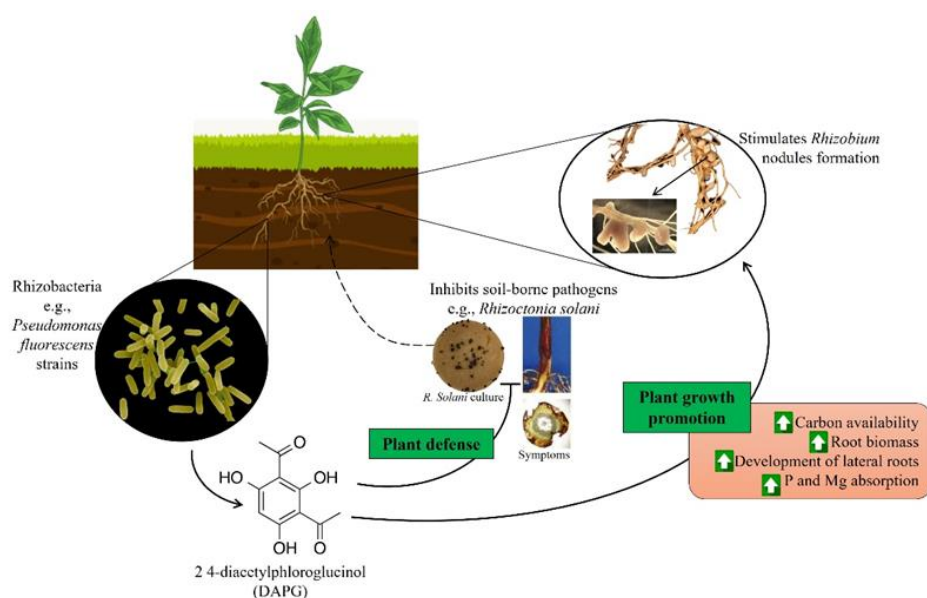 Stimulates Rhizobium
nodules formation
Rhizobacteria
e.g.,
Pseudomonas
fluorescens
strains
Inhibits soil-borne pathogens
e.g., Rhizoctonia solani
R. Solani culture
Symptoms
Plant defense
Plant growth
promotion
Carbon availability
Root biomass
Development of lateral roots
P and Mg absorption
O
HO
OH
OH
O
2 4-diacetylphloroglucinol
(DAPG)